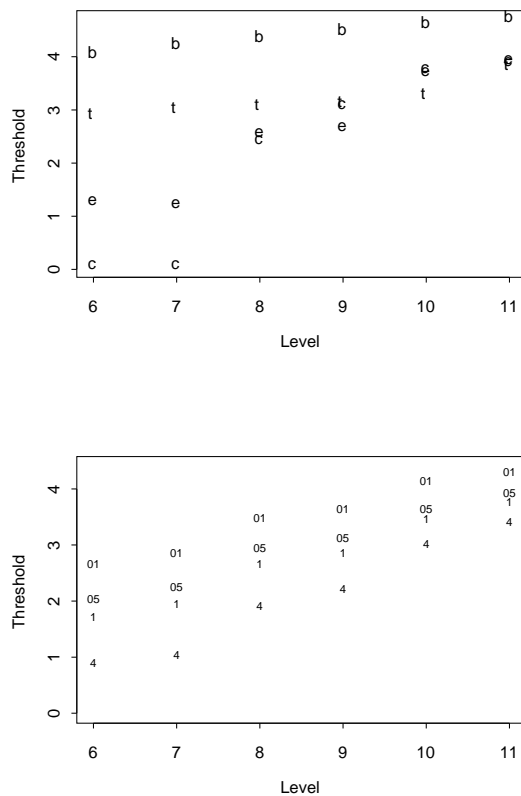 Threshold
4
3
2
1
0
b b b b b b
t t t t t t
e e e e e e
c c c c c c
6 7 8 9 10 11
Level
Threshold
4
3
2
1
0
01 01 01 01 01 01
05 05 05 05 05 05
1 1 1 1 1 1
4 4 4 4 4 4
6 7 8 9 10 11
Level